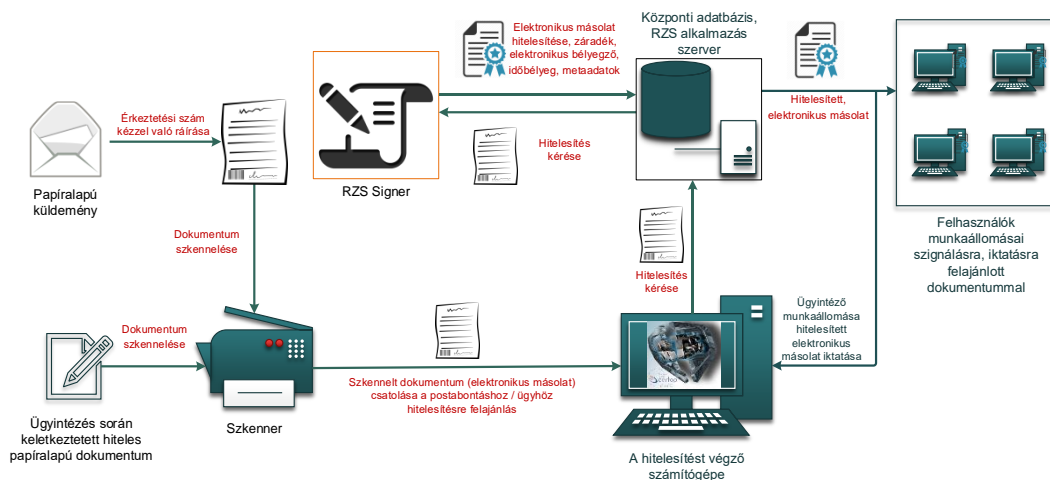 Elektronikus másolat
hitelesítése, záradék,
elektronikus bélyegző,
időbélyeg, metaadatok
Központi adatbázis,
RZS alkalmazás
szerver
Érkeztetési szám
kézzel való ráírása
Hitelesített,
elektronikus másolat
Hitelesítés
kérése
Papíralapú
küldemény
RZS Signer
Felhasználók
munkaállomásai
szignálásra, iktatásra
felajánlott
dokumentummal
Dokumentum
szkennelése
Hitelesítés
kérése
Ügyintéző
munkaállomása
hitelesített
elektronikus
másolat iktatása
Dokumentum
szkennelése
Szkennelt dokumentum (elektronikus másolat)
csatolása a postabontáshoz / ügyhöz
hitelesítésre felajánlás
Ügyintézés során
keletkeztetett hiteles
papíralapú dokumentum
Szkenner
A hitelesítést végző
számítógépe